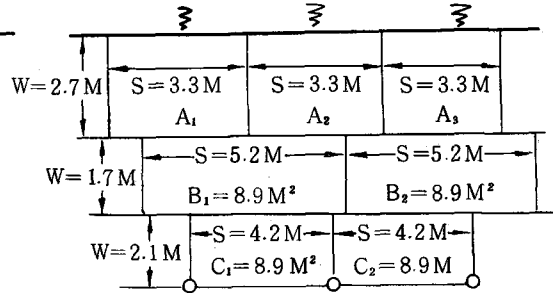 W=2.7 M
S=3.3 M S=3.3 M S=3.3 M
A₁ A₂ A₃
W=1.7 M
S=5.2 M S=5.2 M
B₁=8.9 M² B₂=8.9 M²
W=2.1 M
S=4.2 M S=4.2 M
C₁=8.9 M² C₂=8.9 M